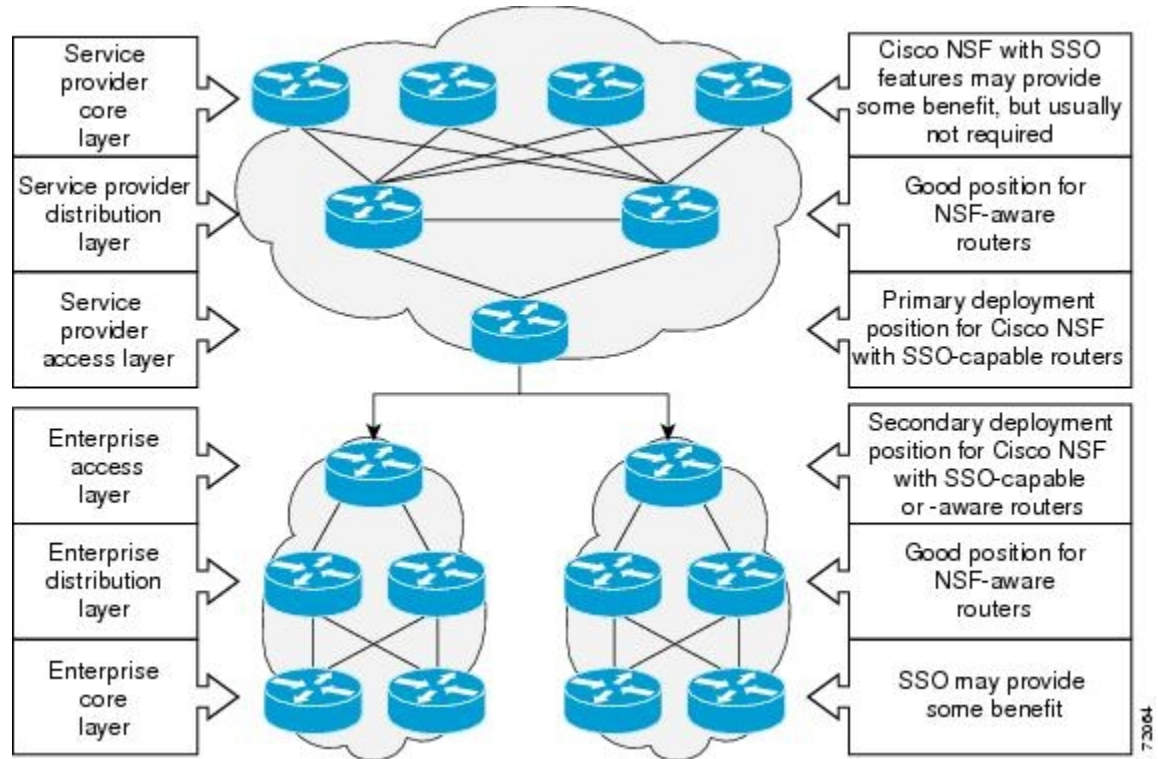 Service
provider
core
layer
Cisco NSF with SSO
features may provide
some benefit, but usually
not required
Service provider
distribution
layer
Good position for
NSF-aware
routers
Service
provider
access layer
Primary deployment
position for Cisco NSF
with SSO-capable routers
Enterprise
access
layer
Secondary deployment
position for Cisco NSF
with SSO-capable
or -aware routers
Enterprise
distribution
layer
Good position for
NSF-aware
routers
Enterprise
core
layer
SSO may provide
some benefit
72064